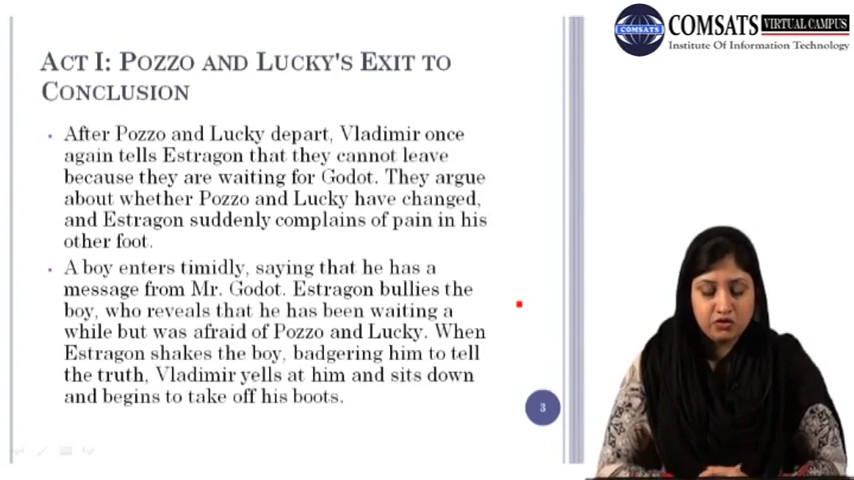 COMSATS
COMSATS VIRTUAL CAMPUS
Institute Of Information Technology
ACT I: POZZO AND LUCKY'S EXIT TO
CONCLUSION
• After Pozzo and Lucky depart, Vladimir once
again tells Estragon that they cannot leave
because they are waiting for Godot. They argue
about whether Pozzo and Lucky have changed,
and Estragon suddenly complains of pain in his
other foot.
• A boy enters timidly, saying that he has a
message from Mr. Godot. Estragon bullies the
boy, who reveals that he has been waiting a
while but was afraid of Pozzo and Lucky. When
Estragon shakes the boy, badgering him to tell
the truth, Vladimir yells at him and sits down
and begins to take off his boots.
3